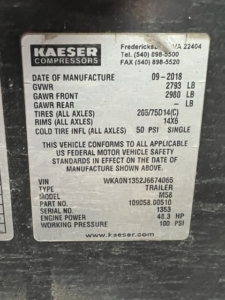 KAESER
COMPRESSORS
Fredericksburg, VA 22404
Tel. (540) 898-5500
FAX (540) 898-5520
DATE OF MANUFACTURE 09-2018
GVWR 2793 LB
GAWR FRONT 2980 LB
GAWR REAR – LB
TIRES (ALL AXLES) 205/75D14(C)
RIMS (ALL AXLES) 14X6
COLD TIRE INFL (ALL AXLES) 50 PSI SINGLE
THIS VEHICLE CONFORMS TO ALL APPLICABLE
US FEDERAL MOTOR VEHICLE SAFETY
STANDARDS IN EFFECT ON THE DATE OF
MANUFACTURE SHOWN ABOVE.
VIN WKA0N1352J6674065
TYPE TRAILER
MODEL M58
PART NO. 109058.00510
SERIAL NO. 1353
ENGINE POWER 48.3 HP
WORKING PRESSURE 100 PSI
www.kaeser.com